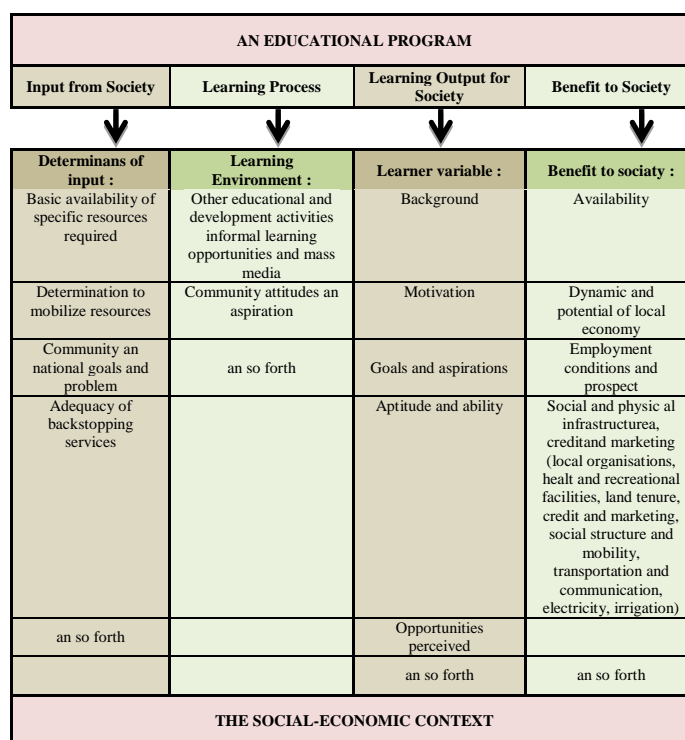 AN EDUCATIONAL PROGRAM
Input from Society
Learning Process
Learning Output for
Society
Benefit to Society
Determinans of
input :
Learning
Environment :
Learner variable :
Benefit to sociaty :
Basic availability of
specific resources
required
Other educational and
development activities
informal learning
opportunities and mass
media
Background
Availability
Determination to
mobilize resources
Community attitudes an
aspiration
Motivation
Dynamic and
potential of local
economy
Community an
national goals and
problem
an so forth
Goals and aspirations
Employment
conditions and
prospect
Adequacy of
backstopping
services
Aptitude and ability
Social and physic al
infrastructurea,
creditand marketing
(local organisations,
healt and recreational
facilities, land tenure,
credit and marketing,
social structure and
mobility,
transportation and
communication,
electricity, irrigation)
an so forth
Opportunities
perceived
an so forth
an so forth
THE SOCIAL-ECONOMIC CONTEXT